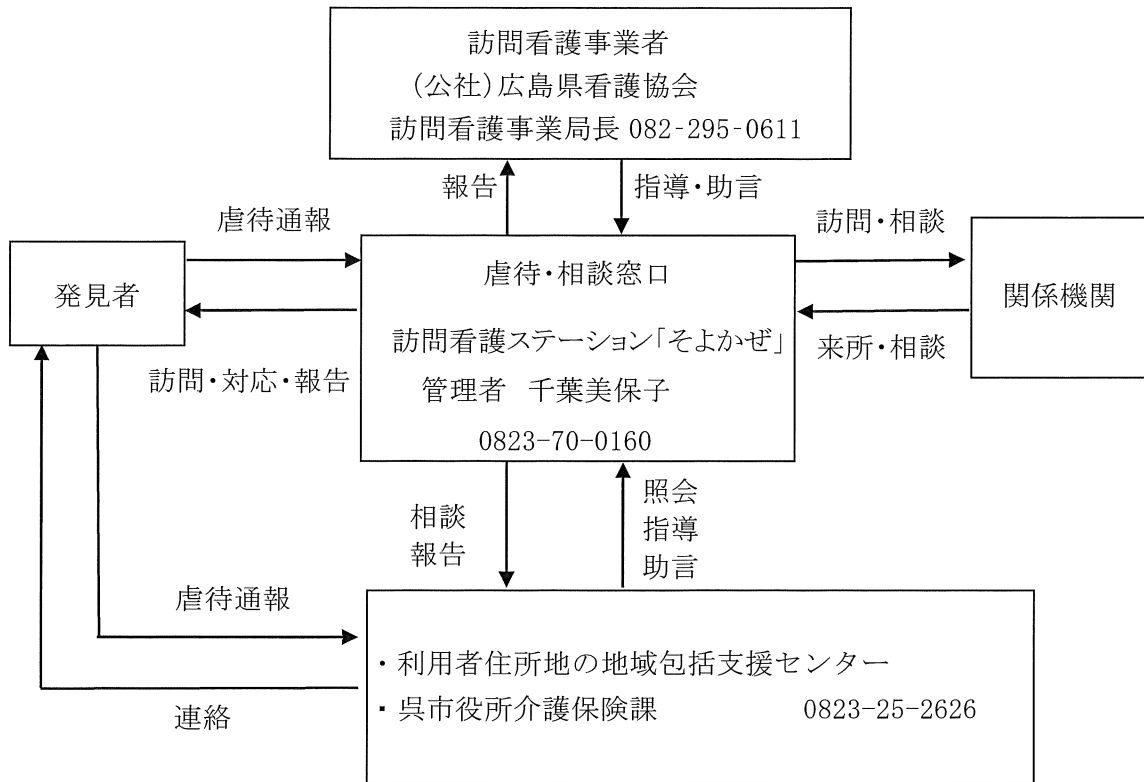 訪問看護事業者
(公社)広島県看護協会
訪問看護事業局長 082-295-0611
報告
指導・助言
虐待通報
訪問・相談
発見者
虐待・相談窓口
関係機関
訪問看護ステーション「そよかぜ」
来所・相談
訪問・対応・報告
管理者 千葉美保子
0823-70-0160
相談
報告
照会
指導
助言
虐待通報
・利用者住所地の地域包括支援センター
・呉市役所介護保険課 0823-25-2626
連絡